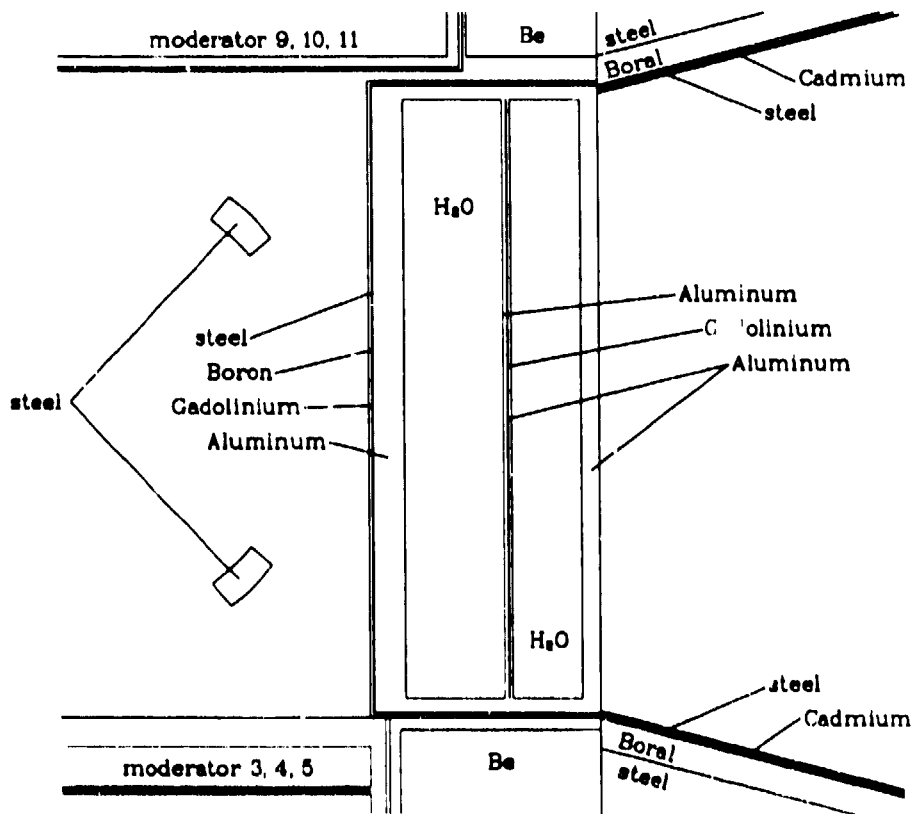 moderator 9, 10, 11
Be
steel
Boral
Cadmium
steel
H₂O
Aluminum
steel
Boron
Aluminum
steel
Gadolinium
Aluminum
H₂O
steel
Cadmium
moderator 3, 4, 5
Be
Boral
steel